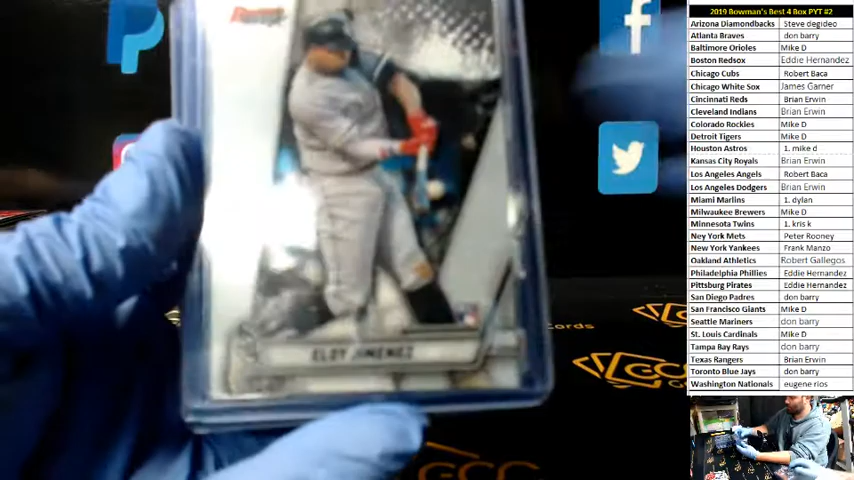 ELOY JIMENEZ
2019 Bowman's Best 4 Box PYT #2
Arizona Diamondbacks Steve degideo
Atlanta Braves don barry
Baltimore Orioles Mike D
Boston Redsox Eddie Hernandez
Chicago Cubs Robert Baca
Chicago White Sox James Garner
Cincinnati Reds Brian Erwin
Cleveland Indians Brian Erwin
Colorado Rockies Mike D
Detroit Tigers Mike D
Houston Astros 1. mike d
Kansas City Royals Brian Erwin
Los Angeles Angels Robert Baca
Los Angeles Dodgers Brian Erwin
Miami Marlins 1. dylan
Milwaukee Brewers Mike D
Minnesota Twins 1. kris k
Ney York Mets Peter Rooney
New York Yankees Frank Manzo
Oakland Athletics Robert Gallegos
Philadelphia Phillies Eddie Hernandez
Pittsburg Pirates Eddie Hernandez
San Diego Padres don barry
San Francisco Giants Mike D
Seattle Mariners don barry
St. Louis Cardinals Mike D
Tampa Bay Rays don barry
Texas Rangers Brian Erwin
Toronto Blue Jays don barry
Washington Nationals eugene rios